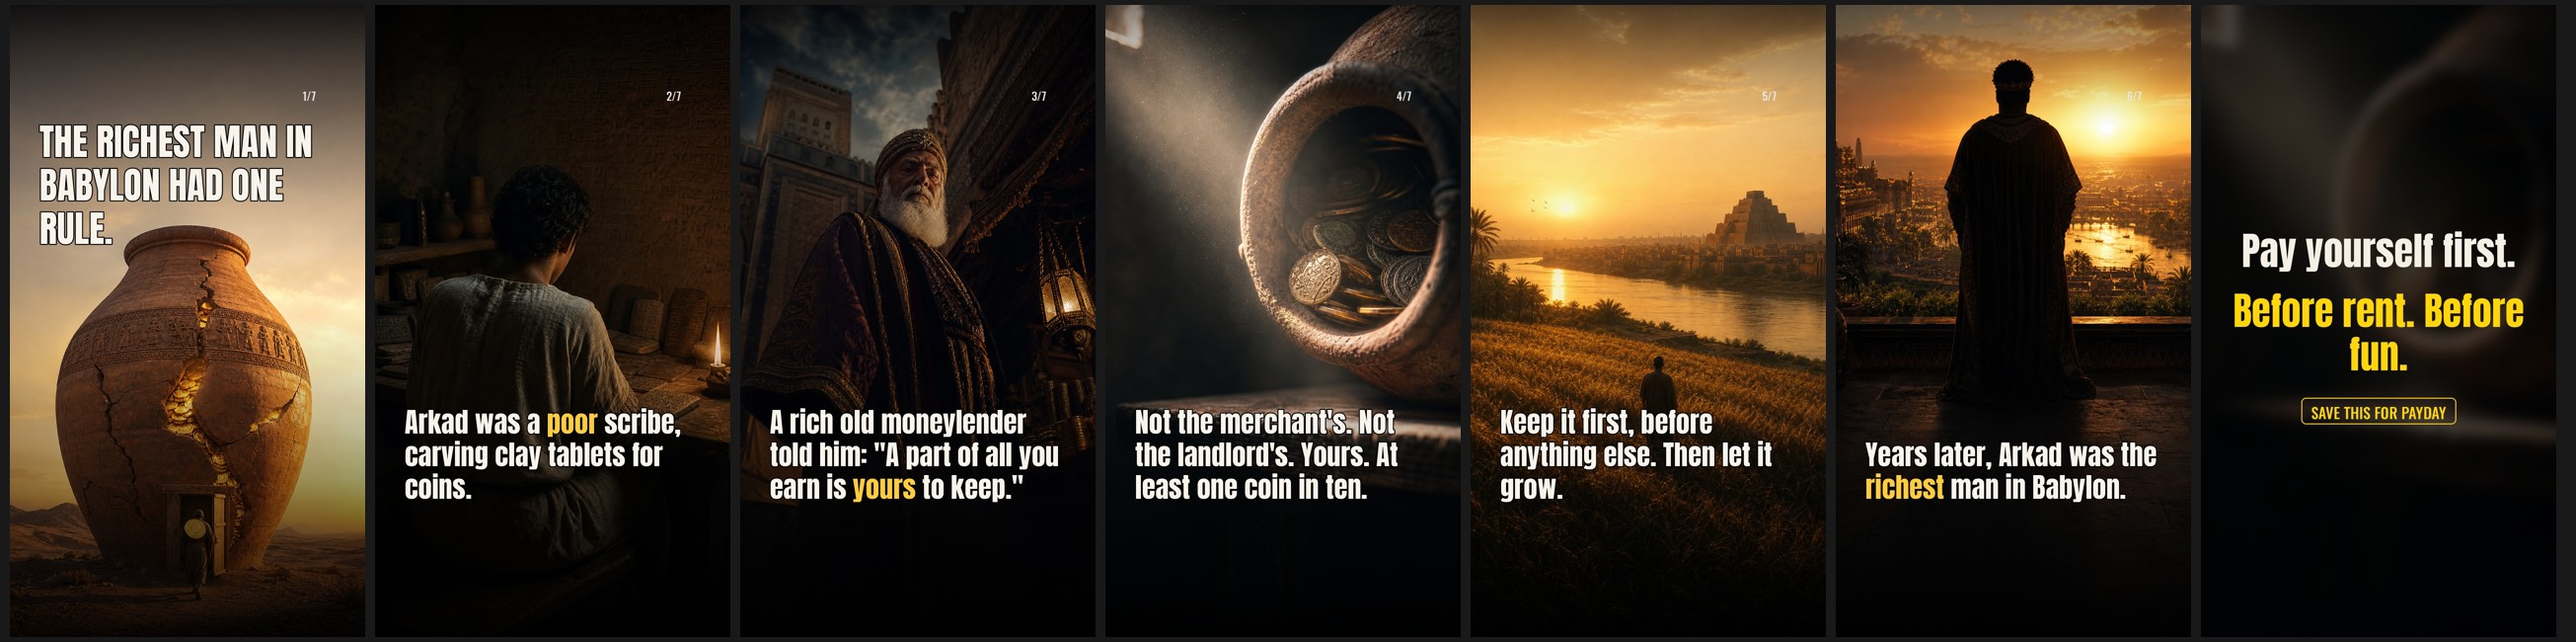 1/7
THE RICHEST MAN IN
BABYLON HAD ONE
RULE.
2/7
Arkad was a poor scribe,
carving clay tablets for
coins.
3/7
A rich old moneylender
told him: "A part of all you
earn is yours to keep."
4/7
Not the merchant's. Not
the landlord's. Yours. At
least one coin in ten.
5/7
Keep it first, before
anything else. Then let it
grow.
6/7
Years later, Arkad was the
richest man in Babylon.
Pay yourself first.
Before rent. Before
fun.
SAVE THIS FOR PAYDAY